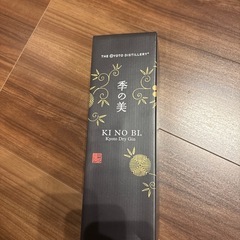 THE KYOTO DISTILLERY
季の美
KI NO BI
Kyoto Dry Gin